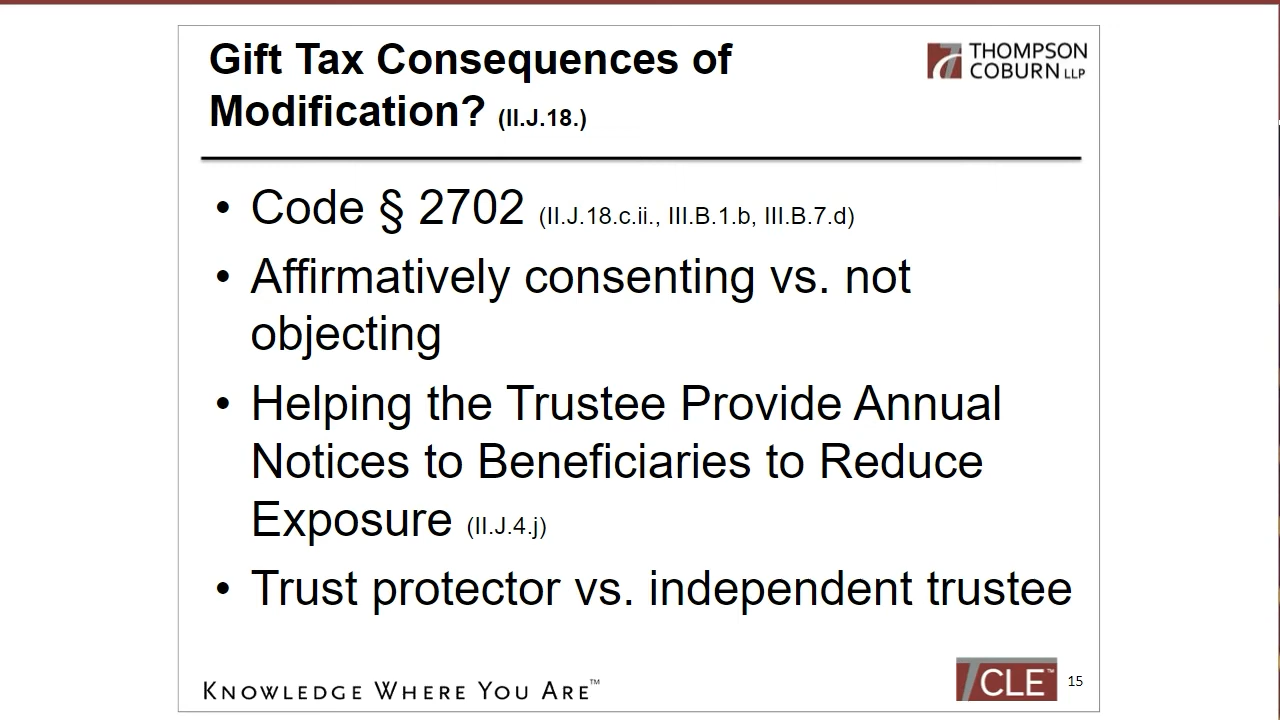 Gift Tax Consequences of
Modification? (II.J.18.)
THOMPSON
COBURN LLP
• Code § 2702 (II.J.18.c.ii., III.B.1.b, III.B.7.d)
• Affirmatively consenting vs. not
objecting
• Helping the Trustee Provide Annual
Notices to Beneficiaries to Reduce
Exposure (II.J.4.j)
• Trust protector vs. independent trustee
KNOWLEDGE WHERE YOU ARE™
TCLE™
15